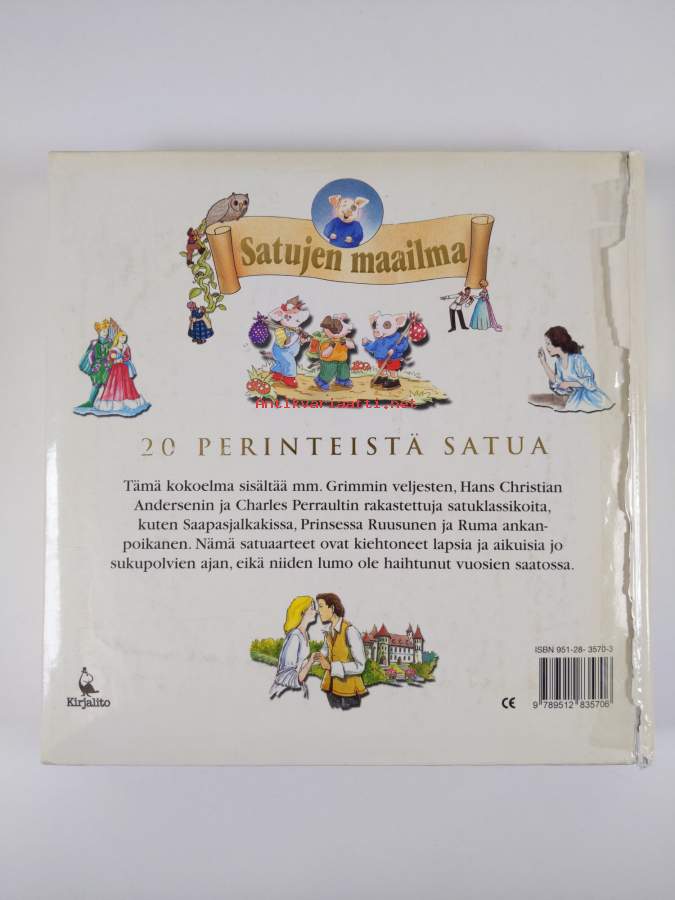 Satujen maailma
Antikvariaatti.net
20 PERINTEISTÄ SATUA
Tämä kokoelma sisältää mm. Grimmin veljesten, Hans Christian
Andersenin ja Charles Perraultin rakastettuja satuklassikoita,
kuten Saapasjalkakissa, Prinsessa Ruusunen ja Ruma ankan-
poikanen. Nämä satuaarteet ovat kiehtoneet lapsia ja aikuisia jo
sukupolvien ajan, eikä niiden lumo ole haihtunut vuosien saatossa.
ISBN 951-28- 3570-3
Kirjalito
CE
9 789512 835706